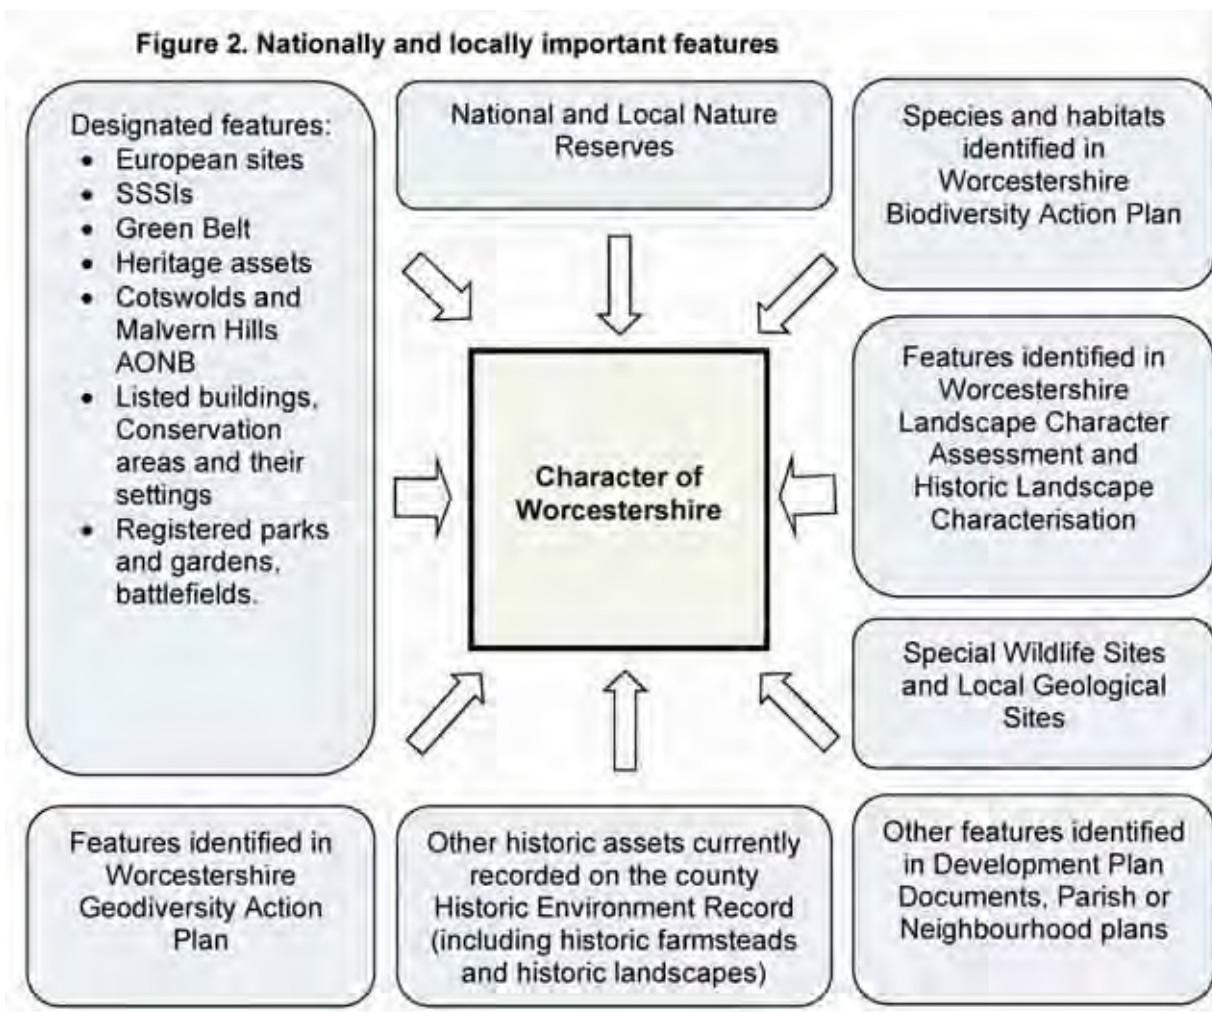 Figure 2. Nationally and locally important features
Designated features:
• European sites
• SSSIs
• Green Belt
• Heritage assets
• Cotswolds and
Malvern Hills
AONB
• Listed buildings,
Conservation
areas and their
settings
• Registered parks
and gardens,
battlefields.
National and Local Nature
Reserves
Species and habitats
identified in
Worcestershire
Biodiversity Action Plan
Features identified in
Worcestershire
Landscape Character
Assessment and
Historic Landscape
Characterisation
Character of
Worcestershire
Special Wildlife Sites
and Local Geological
Sites
Features identified in
Worcestershire
Geodiversity Action
Plan
Other historic assets currently
recorded on the county
Historic Environment Record
(including historic farmsteads
and historic landscapes)
Other features identified
in Development Plan
Documents, Parish or
Neighbourhood plans